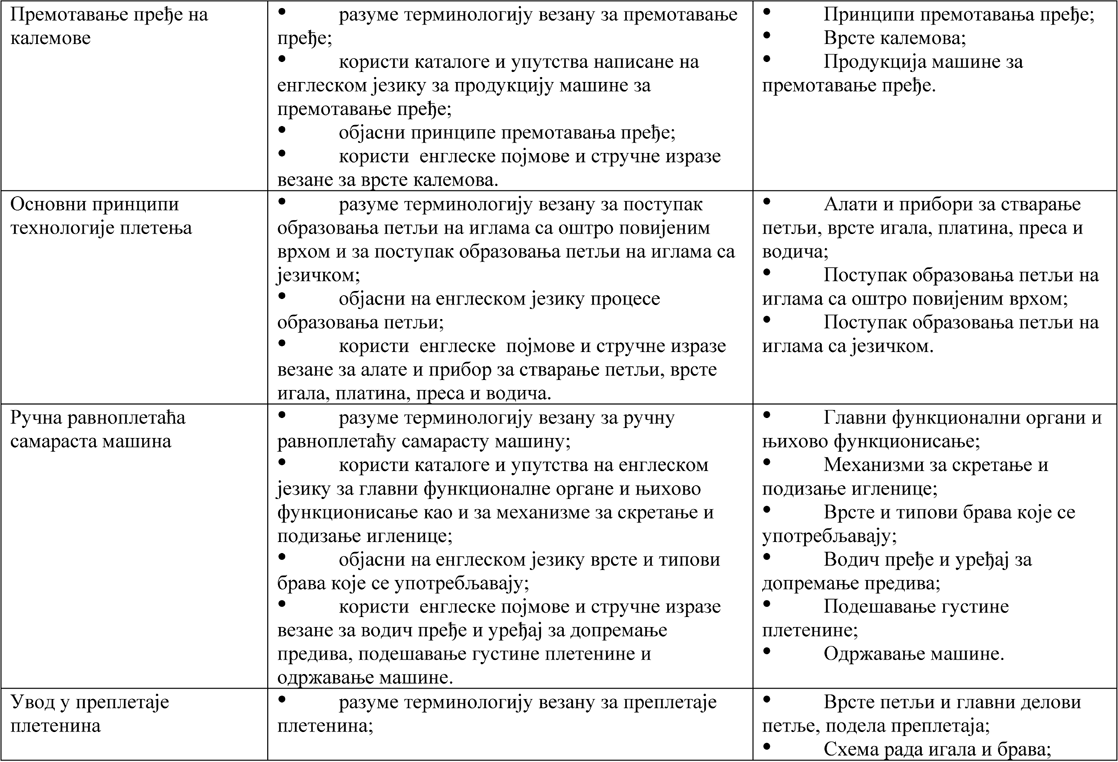 Премотавање пређе на
калемове
• разуме терминологију везану за премотавање
пређе;
• користи каталоге и упутства написане на
енглеском језику за продукцију машине за
премотавање пређе;
• објасни принципе премотавања пређе;
• користи енглеске појмове и стручне изразе
везане за врсте калемова.
• Принципи премотавања пређе;
• Врсте калемова;
• Продукција машине за
премотавање пређе.
Основни принципи
технологије плетења
• разуме терминологију везану за поступак
образовања петљи на иглама са оштро повијеним
врхом и за поступак образовања петљи на иглама са
језичком;
• објасни на енглеском језику процесе
образовања петљи;
• користи енглеске појмове и стручне изразе
везане за алате и прибор за стварање петљи, врсте
игала, платина, преса и водича.
• Алати и прибори за стварање
петљи, врсте игала, платина, преса и
водича;
• Поступак образовања петљи на
иглама са оштро повијеним врхом;
• Поступак образовања петљи на
иглама са језичком.
Ручна равноплетаћа
самараста машина
• разуме терминологију везану за ручну
равноплетаћу самарасту машину;
• користи каталоге и упутства на енглеском
језику за главни функционалне органе и њихово
функционисање као и за механизме за скретање и
подизање игленице;
• објасни на енглеском језику врсте и типови
брава које се употребљавају;
• користи енглеске појмове и стручне изразе
везане за водич пређе и уређај за допремање
предива, подешавање густине плетенине и
одржавање машине.
• Главни функционални органи и
њихово функционисање;
• Механизми за скретање и
подизање игленице;
• Врсте и типови брава које се
употребљавају;
• Водич пређе и уређај за
допремање предива;
• Подешавање густине
плетенине;
• Одржавање машине.
Увод у преплетаје
плетенина
• разуме терминологију везану за преплетаје
плетенина;
• Врсте петљи и главни делови
петље, подела преплетаја;
• Схема рада игала и брава;